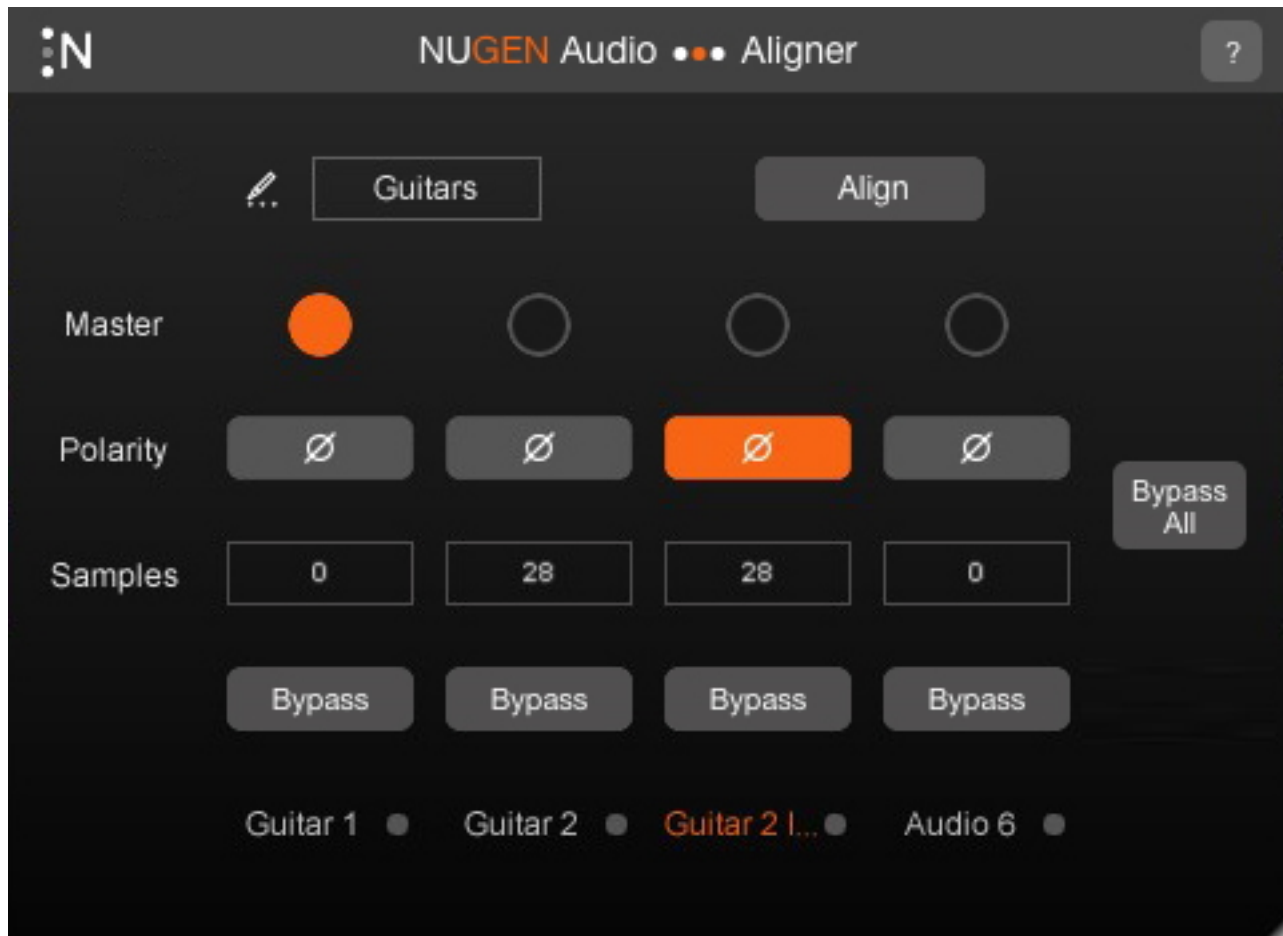 N NUGEN Audio Aligner ?
Guitars Align
Master
Polarity Ø Ø Ø Ø
Bypass All
Samples 0 28 28 0
Bypass Bypass Bypass Bypass
Guitar 1 Guitar 2 Guitar 2 I... Audio 6